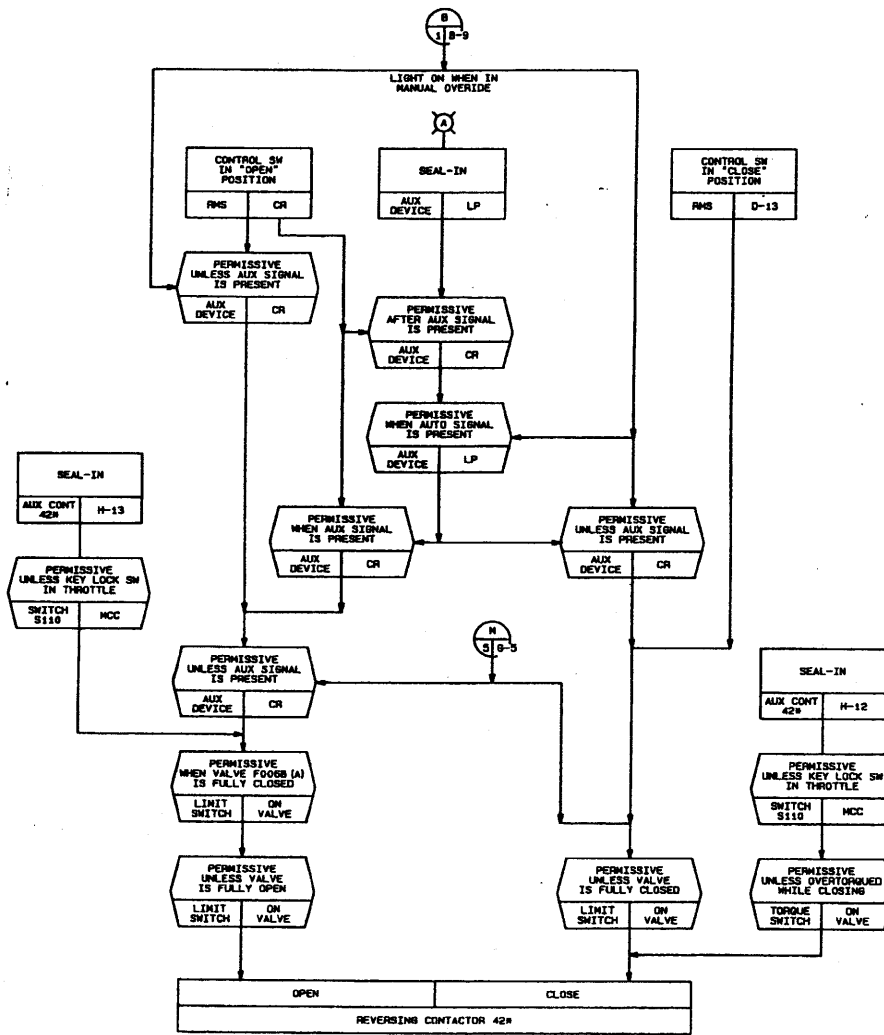 B
1 B-9
LIGHT ON WHEN IN
MANUAL OVERIDE
A
CONTROL SW
IN "OPEN"
POSITION
RMS CR
SEAL-IN
AUX
DEVICE LP
CONTROL SW
IN "CLOSE"
POSITION
RMS D-13
PERMISSIVE
UNLESS AUX SIGNAL
IS PRESENT
AUX
DEVICE CR
PERMISSIVE
AFTER AUX SIGNAL
IS PRESENT
AUX
DEVICE CR
PERMISSIVE
WHEN AUTO SIGNAL
IS PRESENT
AUX
DEVICE LP
SEAL-IN
AUX CONT
42* H-13
PERMISSIVE
WHEN AUX SIGNAL
IS PRESENT
AUX
DEVICE CR
PERMISSIVE
UNLESS AUX SIGNAL
IS PRESENT
AUX
DEVICE CR
PERMISSIVE
UNLESS KEY LOCK SW
IN THROTTLE
SWITCH
S110 MCC
M
5 G-5
PERMISSIVE
UNLESS AUX SIGNAL
IS PRESENT
AUX
DEVICE CR
SEAL-IN
AUX CONT
42* H-12
PERMISSIVE
WHEN VALVE F006B (A)
IS FULLY CLOSED
LIMIT
SWITCH ON
VALVE
PERMISSIVE
UNLESS KEY LOCK SW
IN THROTTLE
SWITCH
S110 MCC
PERMISSIVE
UNLESS VALVE
IS FULLY OPEN
LIMIT
SWITCH ON
VALVE
PERMISSIVE
UNLESS VALVE
IS FULLY CLOSED
LIMIT
SWITCH ON
VALVE
PERMISSIVE
UNLESS OVERTORQUED
WHILE CLOSING
TORQUE
SWITCH ON
VALVE
OPEN CLOSE
REVERSING CONTACTOR 42*